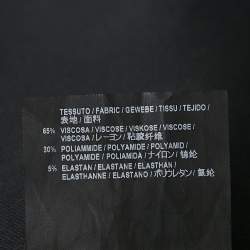 TESSUTO / FABRIC / GEWEBE / TISSU / TEJIDO /
表地 / 面料
65% VISCOSA / VISCOSE / VISKOSE / VISCOSE /
VISCOSA / レーヨン / 粘胶纤维
30% POLIAMMIDE / POLYAMIDE / POLYAMID /
POLYAMIDE / POLIAMIDA / ナイロン / 锦纶
5% ELASTAN / ELASTANE / ELASTHAN /
ELASTHANNE / ELASTANO / ポリウレタン / 氨纶